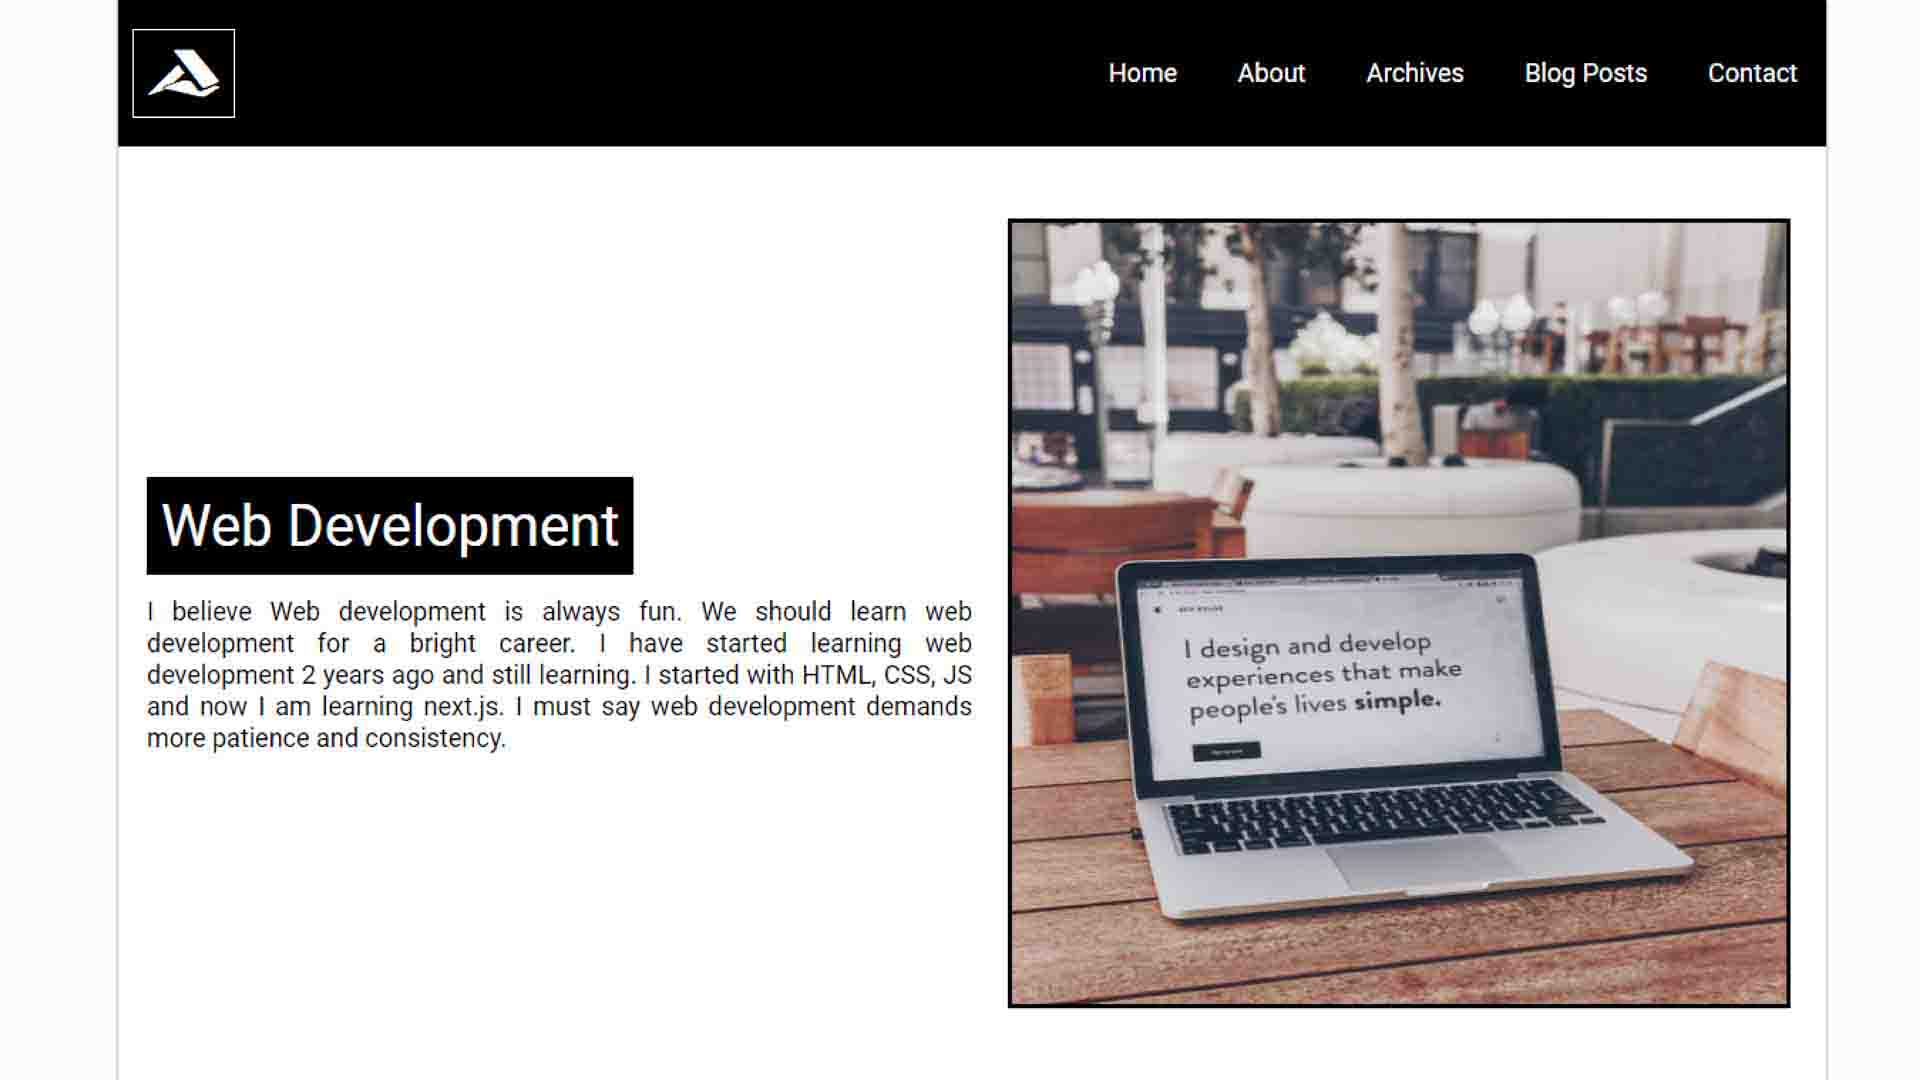 Home About Archives Blog Posts Contact
Web Development
I believe Web development is always fun. We should learn web
development for a bright career. I have started learning web
development 2 years ago and still learning. I started with HTML, CSS, JS
and now I am learning next.js. I must say web development demands
more patience and consistency.
I design and develop
experiences that make
people's lives simple.